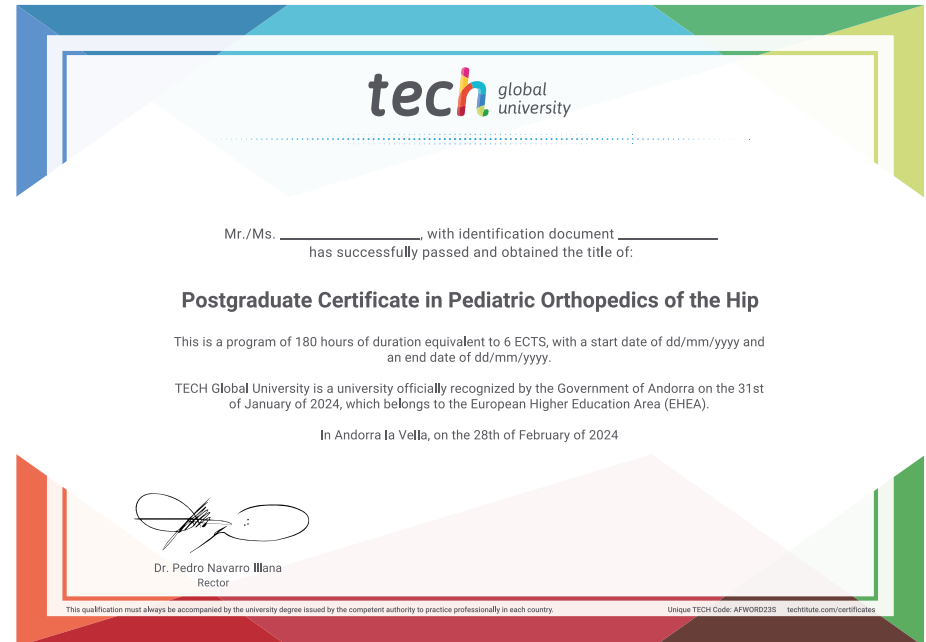 tech global
university
Mr./Ms. ____________, with identification document ____________
has successfully passed and obtained the title of:
Postgraduate Certificate in Pediatric Orthopedics of the Hip
This is a program of 180 hours of duration equivalent to 6 ECTS, with a start date of dd/mm/yyyy and
an end date of dd/mm/yyyy.
TECH Global University is a university officially recognized by the Government of Andorra on the 31st
of January of 2024, which belongs to the European Higher Education Area (EHEA).
In Andorra la Vella, on the 28th of February of 2024
Dr. Pedro Navarro Illana
Rector
This qualification must always be accompanied by the university degree issued by the competent authority to practice professionally in each country.
Unique TECH Code: AFWORD23S techtitute.com/certificates